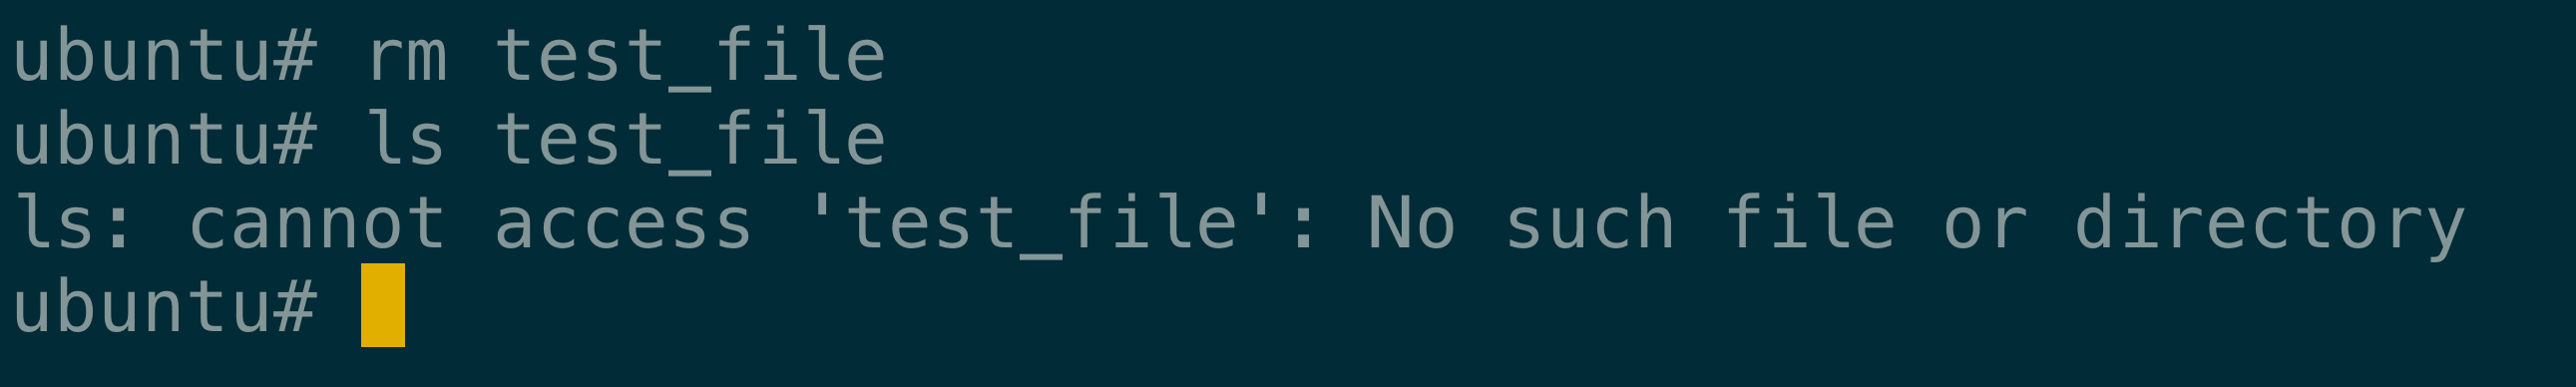 ubuntu# rm test_file
ubuntu# ls test_file
ls: cannot access 'test_file': No such file or directory
ubuntu#